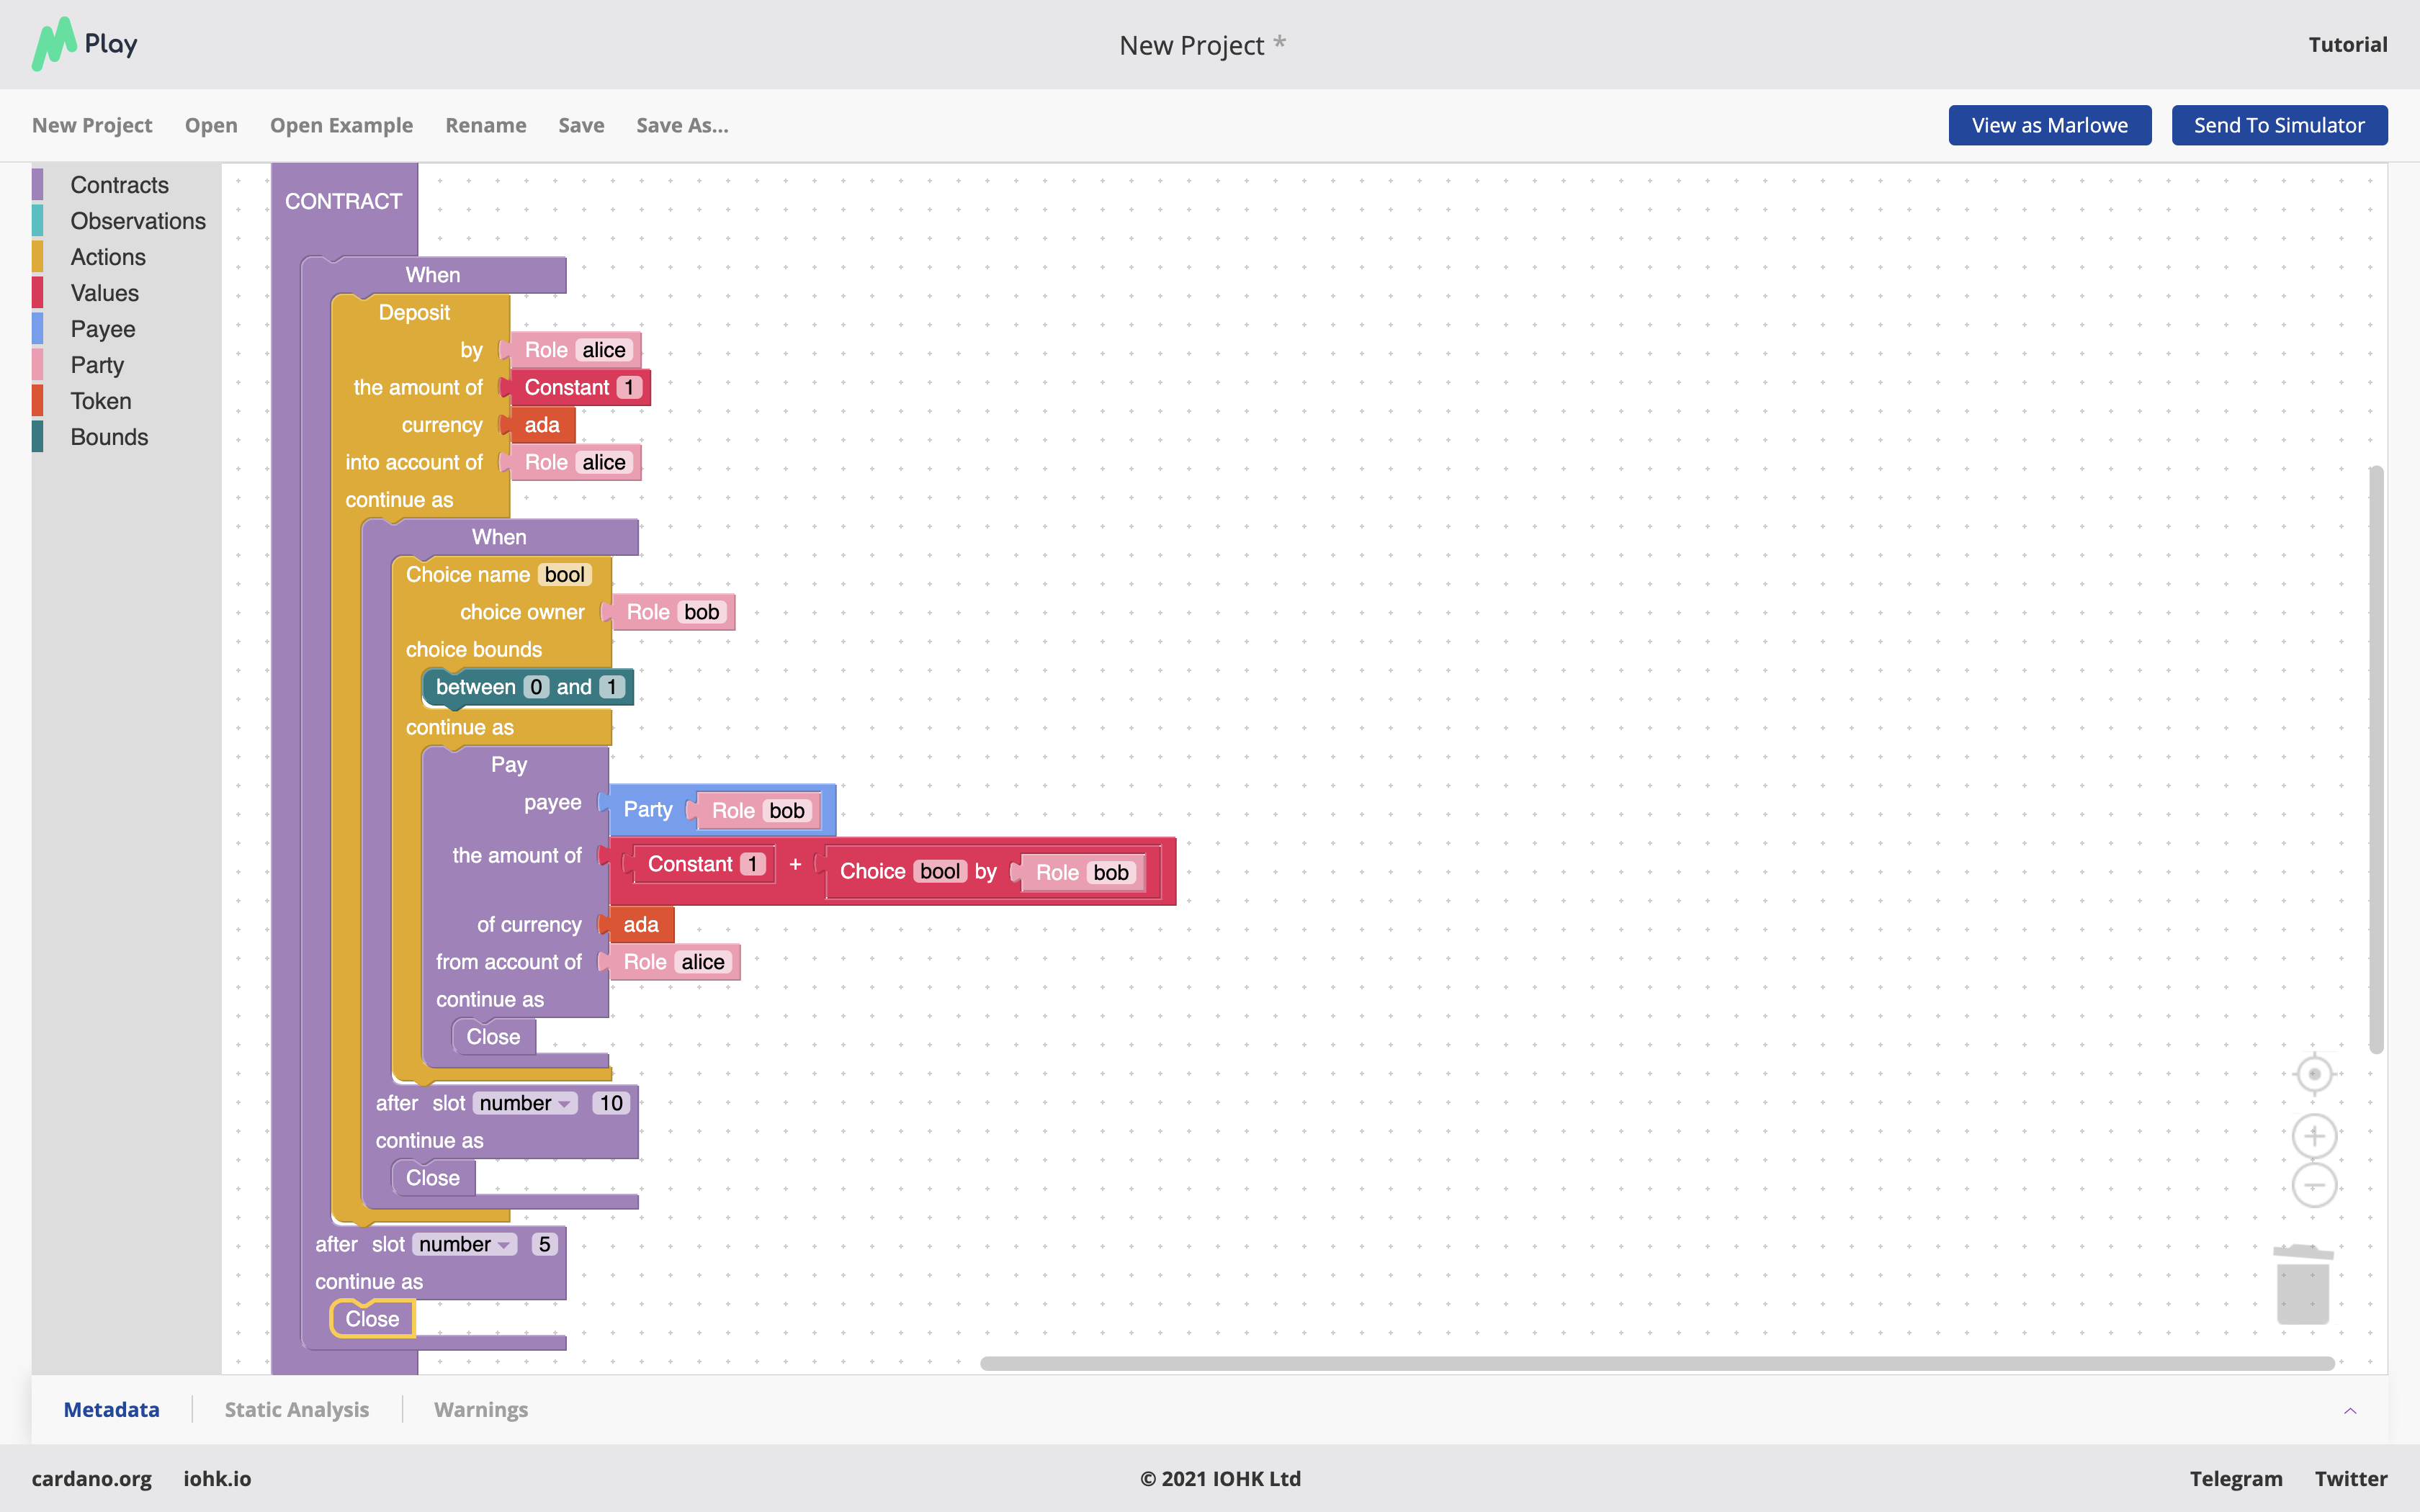 Play
New Project *
Tutorial
New Project Open Open Example Rename Save Save As...
View as Marlowe Send To Simulator
Contracts
Observations
Actions
Values
Payee
Party
Token
Bounds
CONTRACT
When
Deposit
by Role alice
the amount of Constant 1
currency ada
into account of Role alice
continue as
When
Choice name bool
choice owner Role bob
choice bounds
between 0 and 1
continue as
Pay
payee Party Role bob
the amount of Constant 1 + Choice bool by Role bob
of currency ada
from account of Role alice
continue as
Close
after slot number 10
continue as
Close
after slot number 5
continue as
Close
Metadata Static Analysis Warnings
cardano.org iohk.io
© 2021 IOHK Ltd
Telegram Twitter